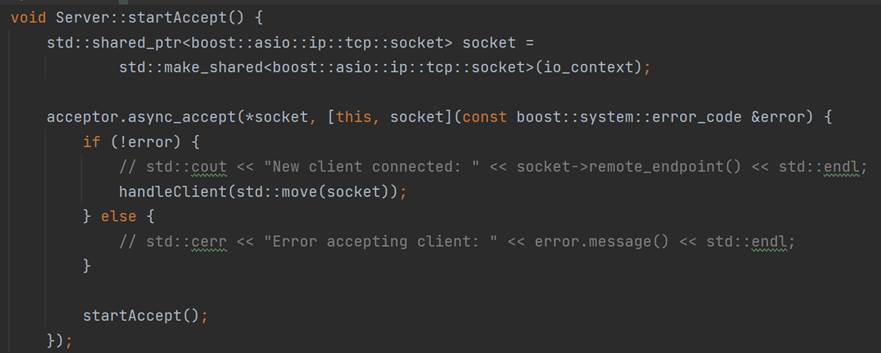 void Server::startAccept() {
    std::shared_ptr<boost::asio::ip::tcp::socket> socket =
            std::make_shared<boost::asio::ip::tcp::socket>(io_context);

    acceptor.async_accept(*socket, [this, socket](const boost::system::error_code &error) {
        if (!error) {
            // std::cout << "New client connected: " << socket->remote_endpoint() << std::endl;
            handleClient(std::move(socket));
        } else {
            // std::cerr << "Error accepting client: " << error.message() << std::endl;
        }

        startAccept();
    });